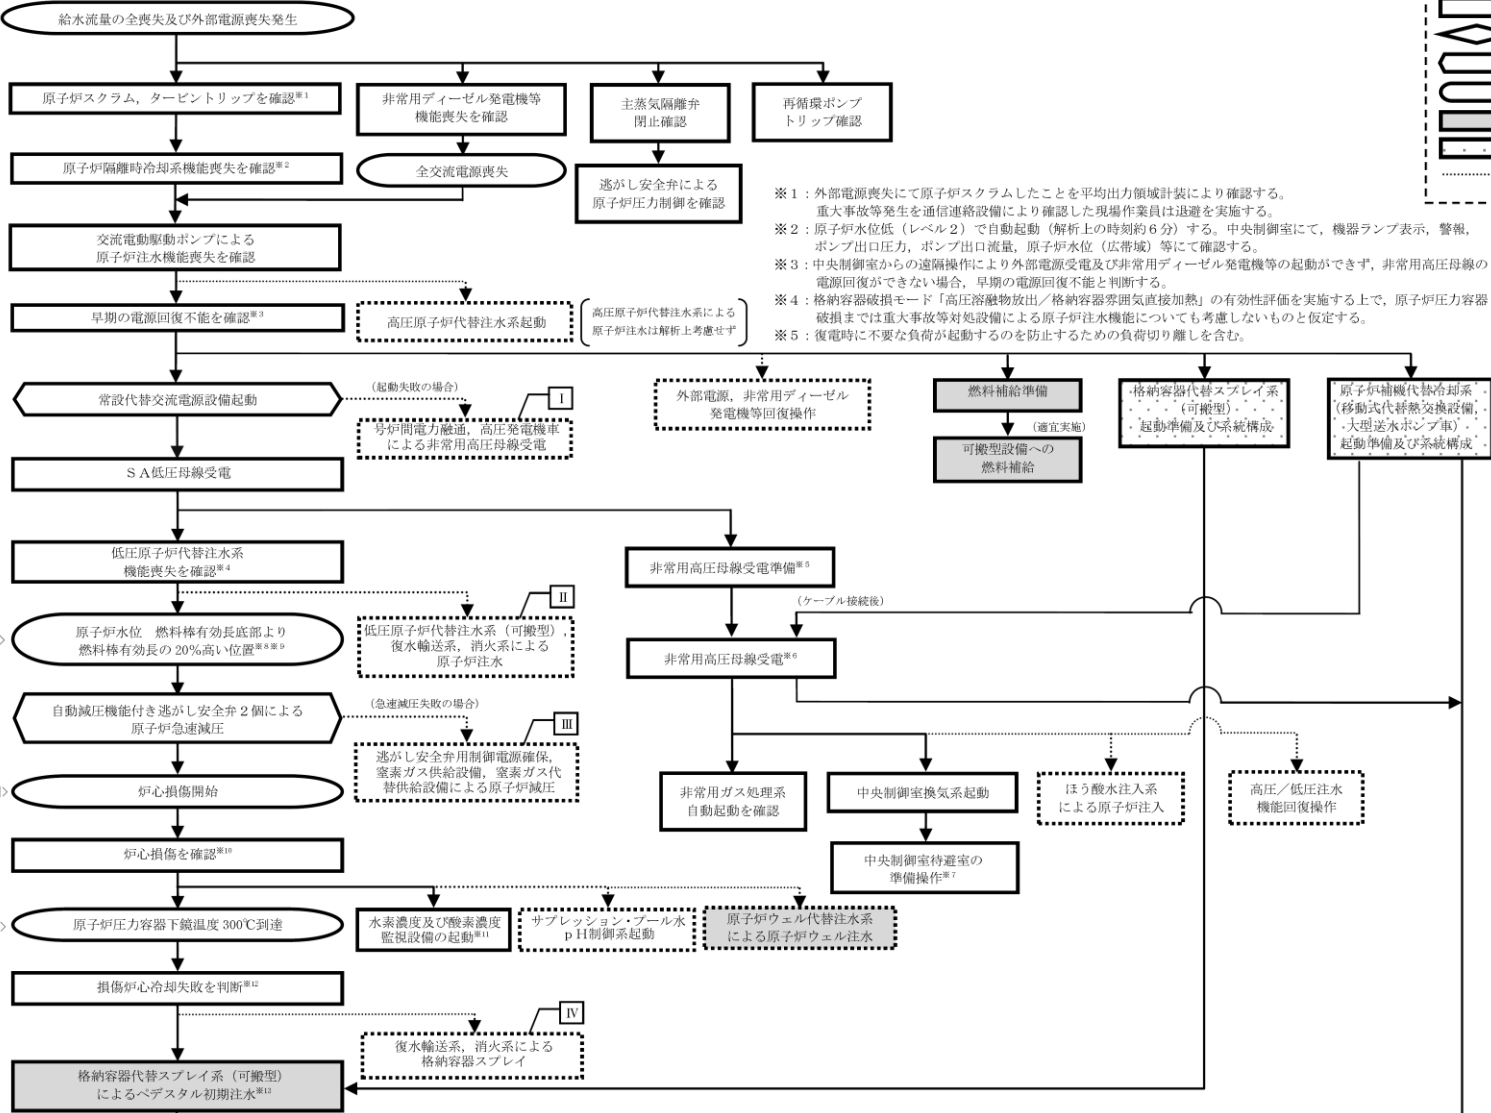 給水流量の全喪失及び外部電源喪失発生
原子炉スクラム，タービントリップを確認※1
非常用ディーゼル発電機等
機能喪失を確認
主蒸気隔離弁
閉止確認
再循環ポンプ
トリップ確認
原子炉隔離時冷却系機能喪失を確認※2
全交流電源喪失
逃がし安全弁による
原子炉圧力制御を確認
※1：外部電源喪失にて原子炉スクラムしたことを平均出力領域計装により確認する。
重大事故等発生を通信連絡設備により確認した現場作業員は退避を実施する。
※2：原子炉水位低（レベル2）で自動起動（解析上の時刻約6分）する。中央制御室にて，機器ランプ表示，警報，
ポンプ出口圧力，ポンプ出口流量，原子炉水位（広帯域）等にて確認する。
※3：中央制御室からの遠隔操作により外部電源受電及び非常用ディーゼル発電機等の起動ができず，非常用高圧母線の
電源回復ができない場合，早期の電源回復不能と判断する。
※4：格納容器破損モード「高圧溶融物放出／格納容器雰囲気直接加熱」の有効性評価を実施する上で，原子炉圧力容器
破損までは重大事故等対処設備による原子炉注水機能についても考慮しないものと仮定する。
※5：復電時に不要な負荷が起動するのを防止するための負荷切り離しを含む。
交流電動駆動ポンプによる
原子炉注水機能喪失を確認
早期の電源回復不能を確認※3
高圧原子炉代替注水系起動
高圧原子炉代替注水系による
原子炉注水は解析上考慮せず
常設代替交流電源設備起動
（起動失敗の場合）
Ⅰ
号炉間電力融通，高圧発電機車
による非常用高圧母線受電
外部電源，非常用ディーゼル
発電機等回復操作
燃料補給準備
（適宜実施）
可搬型設備への
燃料補給
格納容器代替スプレイ系
（可搬型）
起動準備及び系統構成
原子炉補機代替冷却系
（移動式代替熱交換設備，
大型送水ポンプ車）
起動準備及び系統構成
ＳＡ低圧母線受電
低圧原子炉代替注水系
機能喪失を確認※4
非常用高圧母線受電準備※5
Ⅱ
（ケーブル接続後）
原子炉水位　燃料棒有効長底部より
燃料棒有効長の20%高い位置※8※9
低圧原子炉代替注水系（可搬型），
復水輸送系，消火系による
原子炉注水
非常用高圧母線受電※6
自動減圧機能付き逃がし安全弁2個による
原子炉急速減圧
（急速減圧失敗の場合）
Ⅲ
逃がし安全弁用制御電源確保，
窒素ガス供給設備，窒素ガス代
替供給設備による原子炉減圧
炉心損傷開始
非常用ガス処理系
自動起動を確認
中央制御室換気系起動
ほう酸水注入系
による原子炉注入
高圧／低圧注水
機能回復操作
炉心損傷を確認※10
中央制御室待避室の
準備操作※7
原子炉圧力容器下鏡温度300℃到達
水素濃度及び酸素濃度
監視設備の起動※11
サプレッション・プール水
ｐＨ制御系起動
原子炉ウェル代替注水系
による原子炉ウェル注水
損傷炉心冷却失敗を判断※12
Ⅳ
復水輸送系，消火系による
格納容器スプレイ
格納容器代替スプレイ系（可搬型）
によるペデスタル初期注水※13